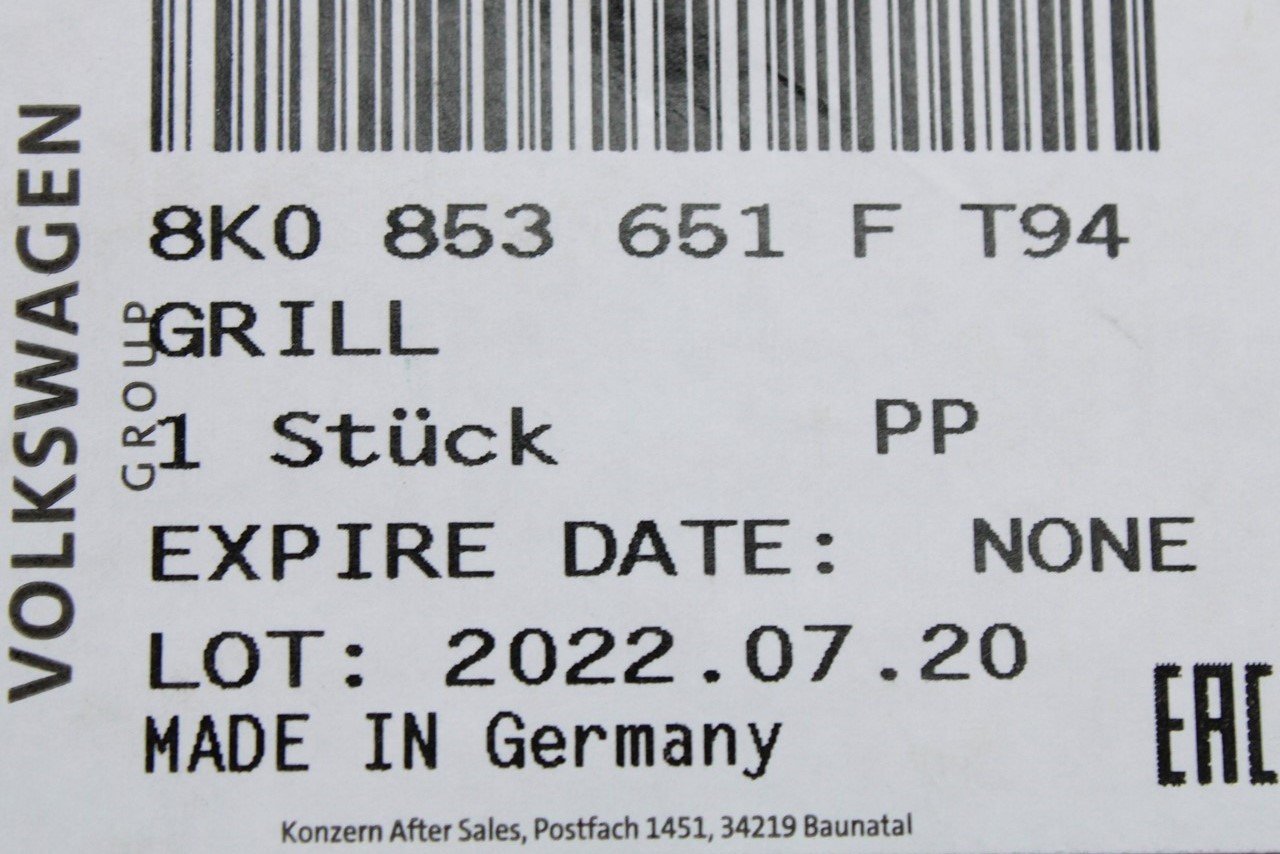 VOLKSWAGEN
GROUP
8K0 853 651 F T94
GRILL
1 Stück PP
EXPIRE DATE: NONE
LOT: 2022.07.20
MADE IN Germany
EAC
Konzern After Sales, Postfach 1451, 34219 Baunatal